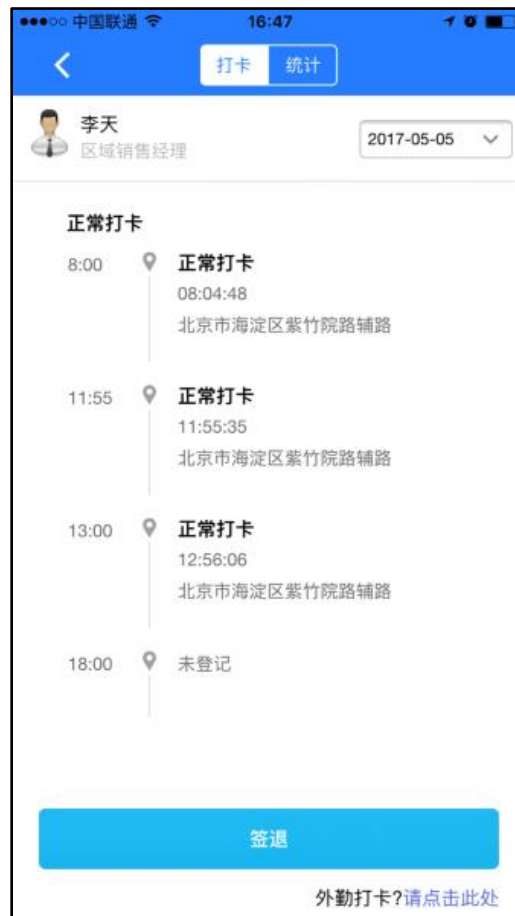 中国联通 16:47
打卡 统计
李天
区域销售经理
2017-05-05
正常打卡
8:00 正常打卡
08:04:48
北京市海淀区紫竹院路辅路
11:55 正常打卡
11:55:35
北京市海淀区紫竹院路辅路
13:00 正常打卡
12:56:06
北京市海淀区紫竹院路辅路
18:00 未登记
签退
外勤打卡?请点击此处